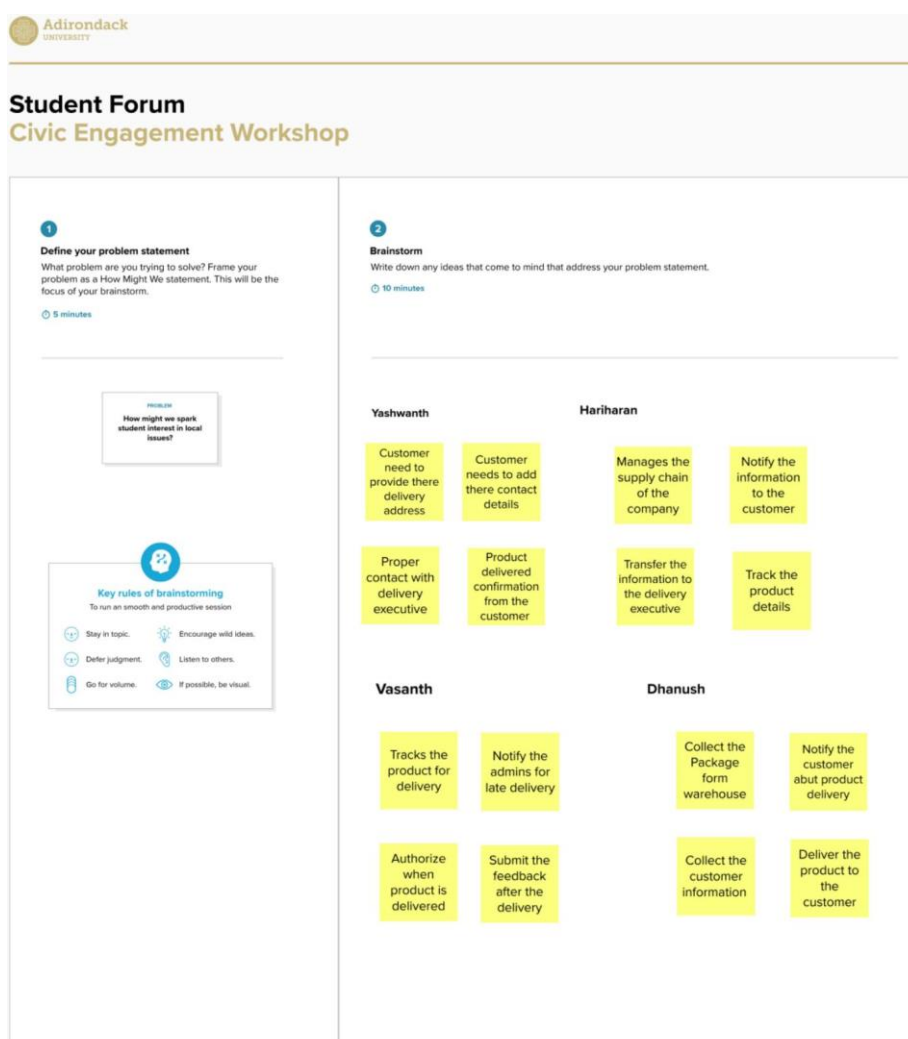 Adirondack
UNIVERSITY
Student Forum
Civic Engagement Workshop
1
Define your problem statement
What problem are you trying to solve? Frame your
problem as a How Might We statement. This will be the
focus of your brainstorm.
5 minutes
PROBLEM
How might we spark
student interest in local
issues?
Key rules of brainstorming
To run an smooth and productive session
Stay in topic.
Encourage wild ideas.
Defer judgment.
Listen to others.
Go for volume.
If possible, be visual.
2
Brainstorm
Write down any ideas that come to mind that address your problem statement.
10 minutes
Yashwanth
Customer
need to
provide there
delivery
address
Customer
needs to add
there contact
details
Proper
contact with
delivery
executive
Product
delivered
confirmation
from the
customer
Hariharan
Manages the
supply chain
of the
company
Notify the
information
to the
customer
Transfer the
information to
the delivery
executive
Track the
product
details
Vasanth
Tracks the
product for
delivery
Notify the
admins for
late delivery
Authorize
when
product is
delivered
Submit the
feedback
after the
delivery
Dhanush
Collect the
Package
form
warehouse
Notify the
customer
abut product
delivery
Collect the
customer
information
Deliver the
product to
the
customer